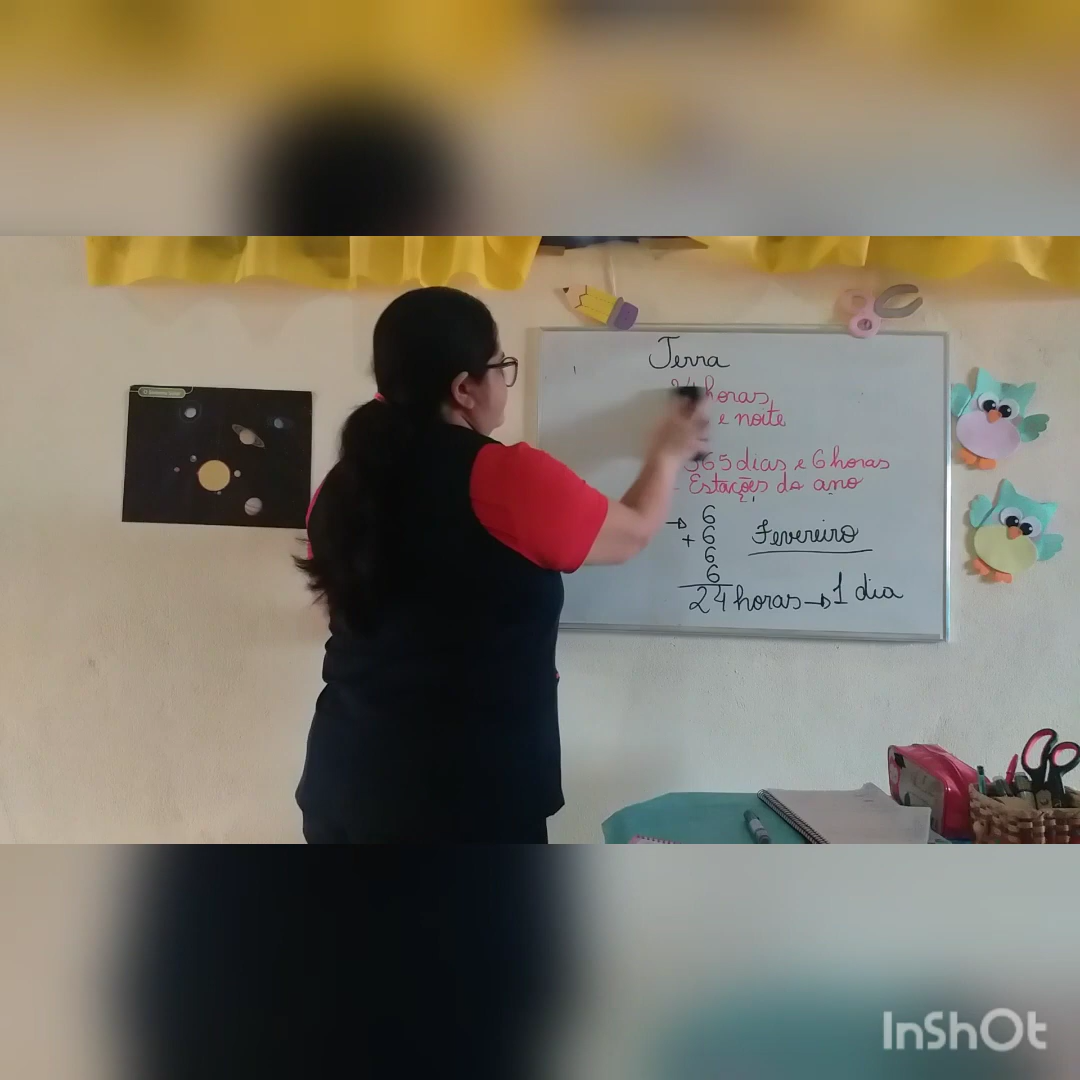 Terra
24 horas
e noite
365 dias e 6 horas
Estações do ano
→ 6
+ 6
6
6
24 horas → 1 dia
Fevereiro
InShOt